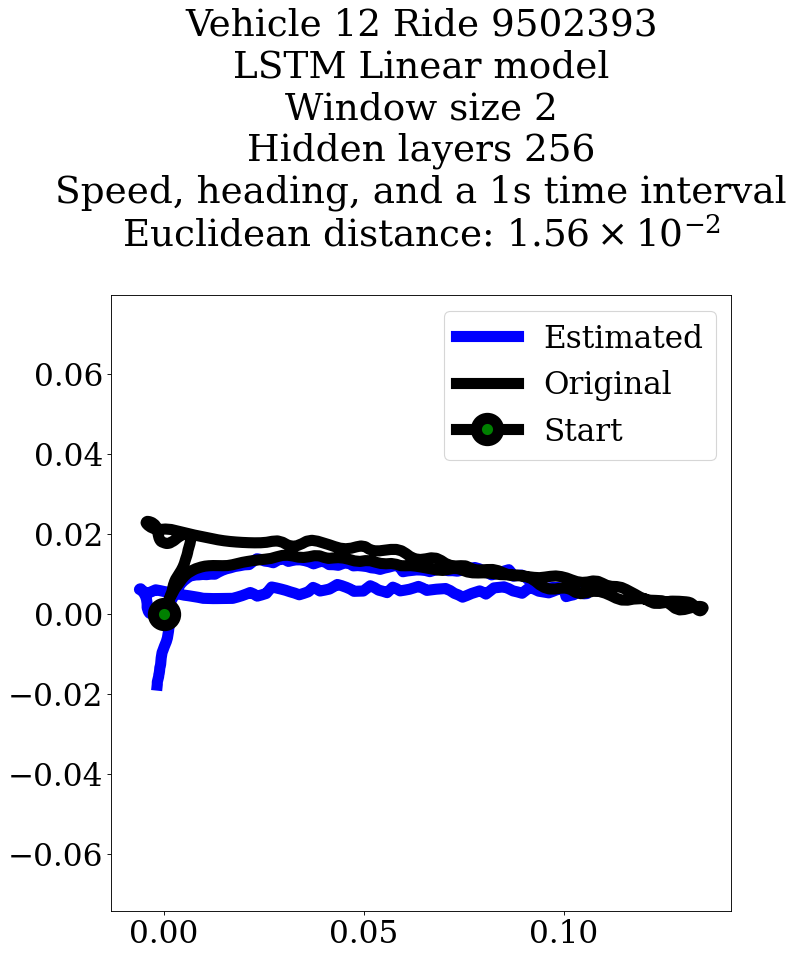 Vehicle 12 Ride 9502393
LSTM Linear model
Window size 2
Hidden layers 256
Speed, heading, and a 1s time interval
Euclidean distance: 1.56 × 10⁻²
Estimated
Original
Start
0.06
0.04
0.02
0.00
−0.02
−0.04
−0.06
0.00 0.05 0.10